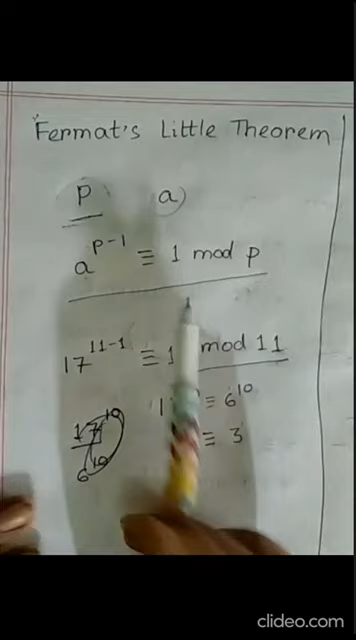 Fermat's Little Theorem
p a
a^(p-1) ≡ 1 mod p
17^(11-1) ≡ 1 mod 11
1 ≡ 6^10
17^10 ≡ 3
6^10
clideo.com